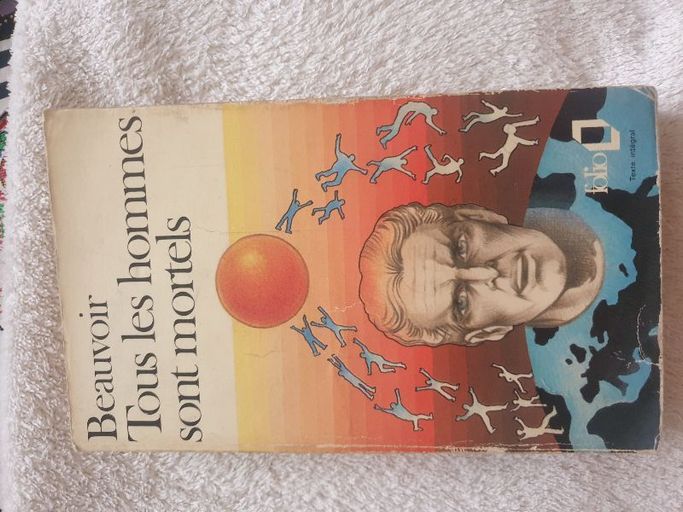 Beauvoir
Tous les hommes
sont mortels
folio
Texte intégral